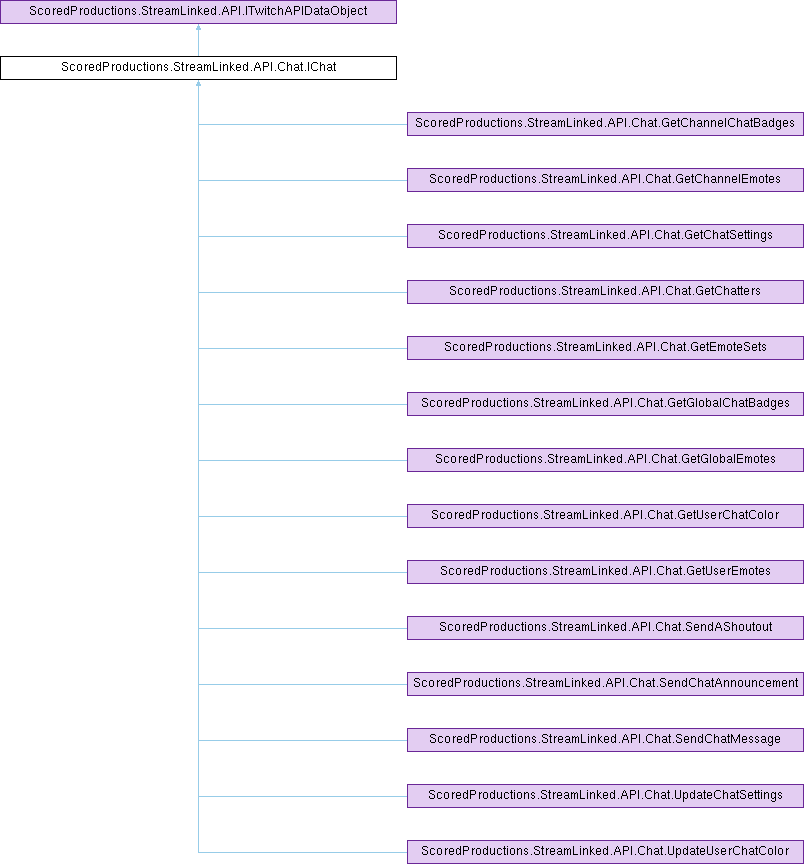 ScoredProductions.StreamLinked.API.ITwitchAPIDataObject
ScoredProductions.StreamLinked.API.Chat.IChat
ScoredProductions.StreamLinked.API.Chat.GetChannelChatBadges
ScoredProductions.StreamLinked.API.Chat.GetChannelEmotes
ScoredProductions.StreamLinked.API.Chat.GetChatSettings
ScoredProductions.StreamLinked.API.Chat.GetChatters
ScoredProductions.StreamLinked.API.Chat.GetEmoteSets
ScoredProductions.StreamLinked.API.Chat.GetGlobalChatBadges
ScoredProductions.StreamLinked.API.Chat.GetGlobalEmotes
ScoredProductions.StreamLinked.API.Chat.GetUserChatColor
ScoredProductions.StreamLinked.API.Chat.GetUserEmotes
ScoredProductions.StreamLinked.API.Chat.SendAShoutout
ScoredProductions.StreamLinked.API.Chat.SendChatAnnouncement
ScoredProductions.StreamLinked.API.Chat.SendChatMessage
ScoredProductions.StreamLinked.API.Chat.UpdateChatSettings
ScoredProductions.StreamLinked.API.Chat.UpdateUserChatColor